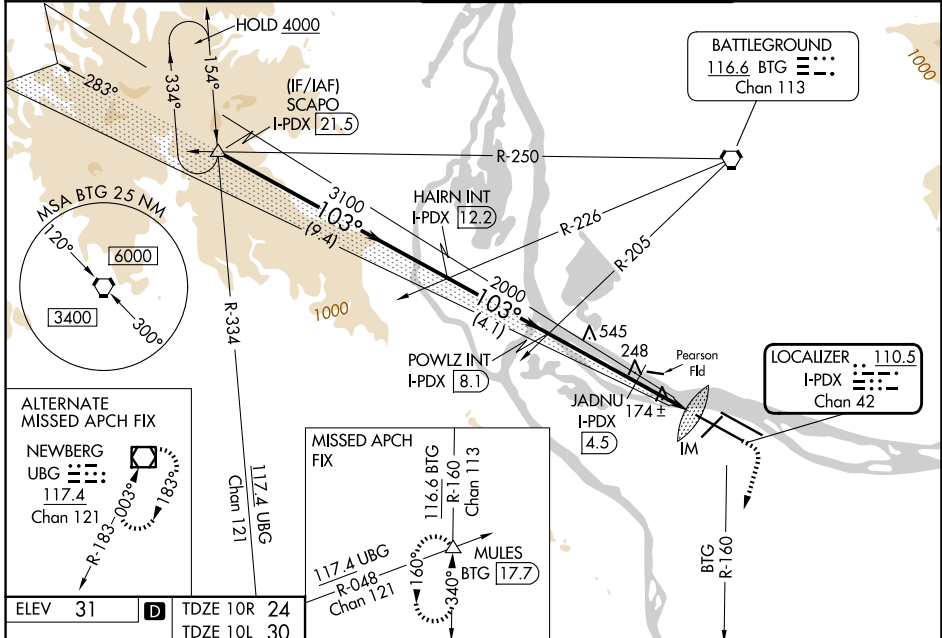 HOLD 4000
154°
334°
283°
(IF/IAF)
SCAPO
I-PDX 21.5
BATTLEGROUND
116.6 BTG
Chan 113
1000
R-250
3100
103°
(9.4)
HAIRN INT
I-PDX 12.2
R-226
R-205
MSA BTG 25 NM
120°
6000
3400
300°
R-334
1000
2000
103°
(4.1)
545
248
Pearson
Fld
POWLZ INT
I-PDX 8.1
JADNU
I-PDX
4.5
174 ±
IM
LOCALIZER 110.5
I-PDX
Chan 42
ALTERNATE
MISSED APCH FIX
NEWBERG
UBG
117.4
Chan 121
R-183
003°
183°
117.4 UBG
Chan 121
MISSED APCH
FIX
116.6 BTG
R-160
Chan 113
117.4 UBG
R-048
Chan 121
160°
340°
MULES
BTG 17.7
BTG
R-160
ELEV 31
D
TDZE 10R 24
TDZE 10L 30